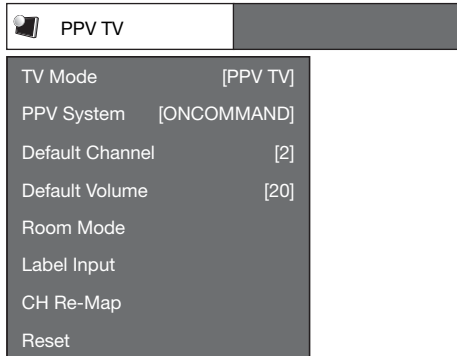 PPV TV
TV Mode [PPV TV]
PPV System [ONCOMMAND]
Default Channel [2]
Default Volume [20]
Room Mode
Label Input
CH Re-Map
Reset